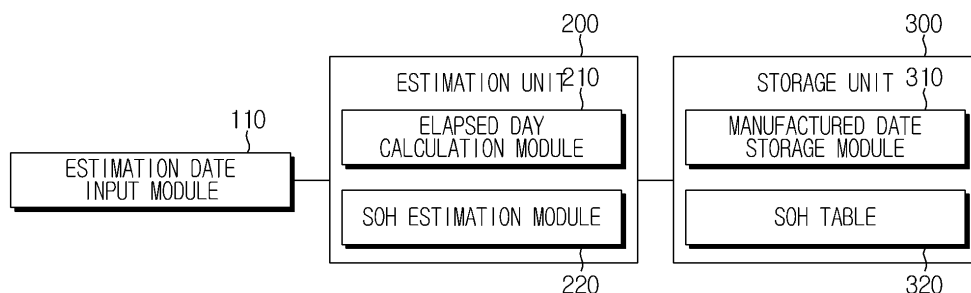 200
300
ESTIMATION UNIT
210
STORAGE UNIT
310
110
ELAPSED DAY
CALCULATION MODULE
MANUFACTURED DATE
STORAGE MODULE
ESTIMATION DATE
INPUT MODULE
SOH ESTIMATION MODULE
SOH TABLE
220
320